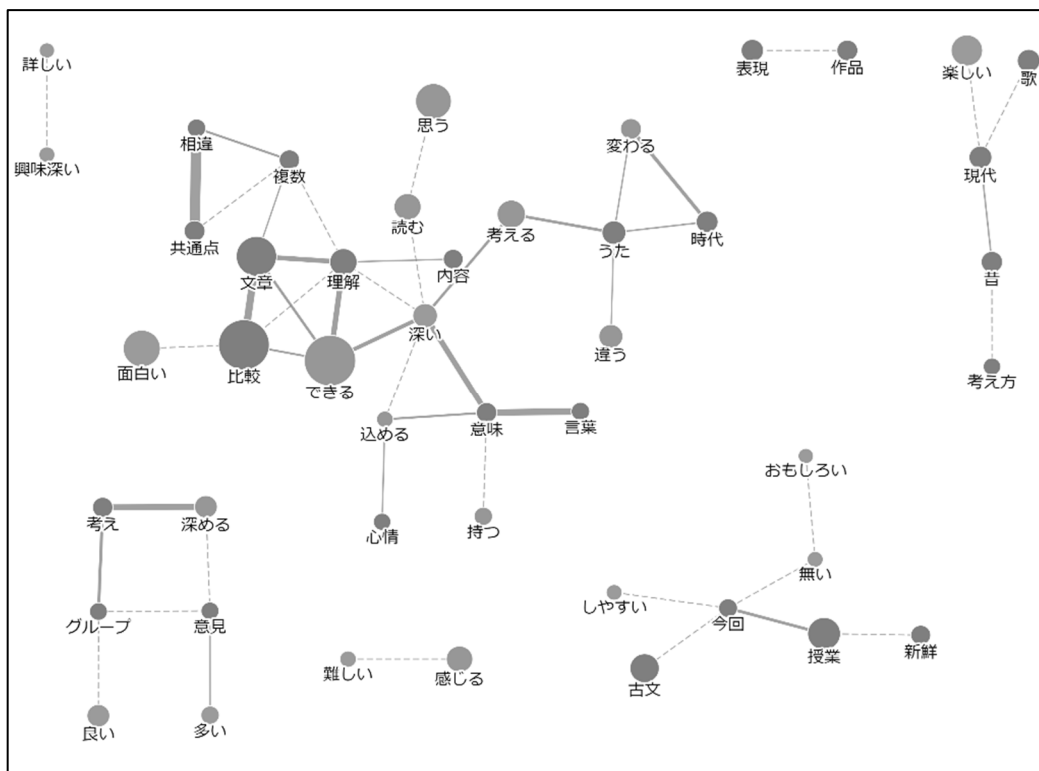 表現
作品
楽しい
歌
詳しい
思う
相違
変わる
興味深い
複数
現代
読む
考える
時代
共通点
うた
文章
理解
内容
昔
深い
違う
面白い
比較
できる
考え方
込める
意味
言葉
おもしろい
考え
深める
心情
持つ
無い
しやすい
今回
グループ
意見
授業
新鮮
難しい
感じる
古文
良い
多い